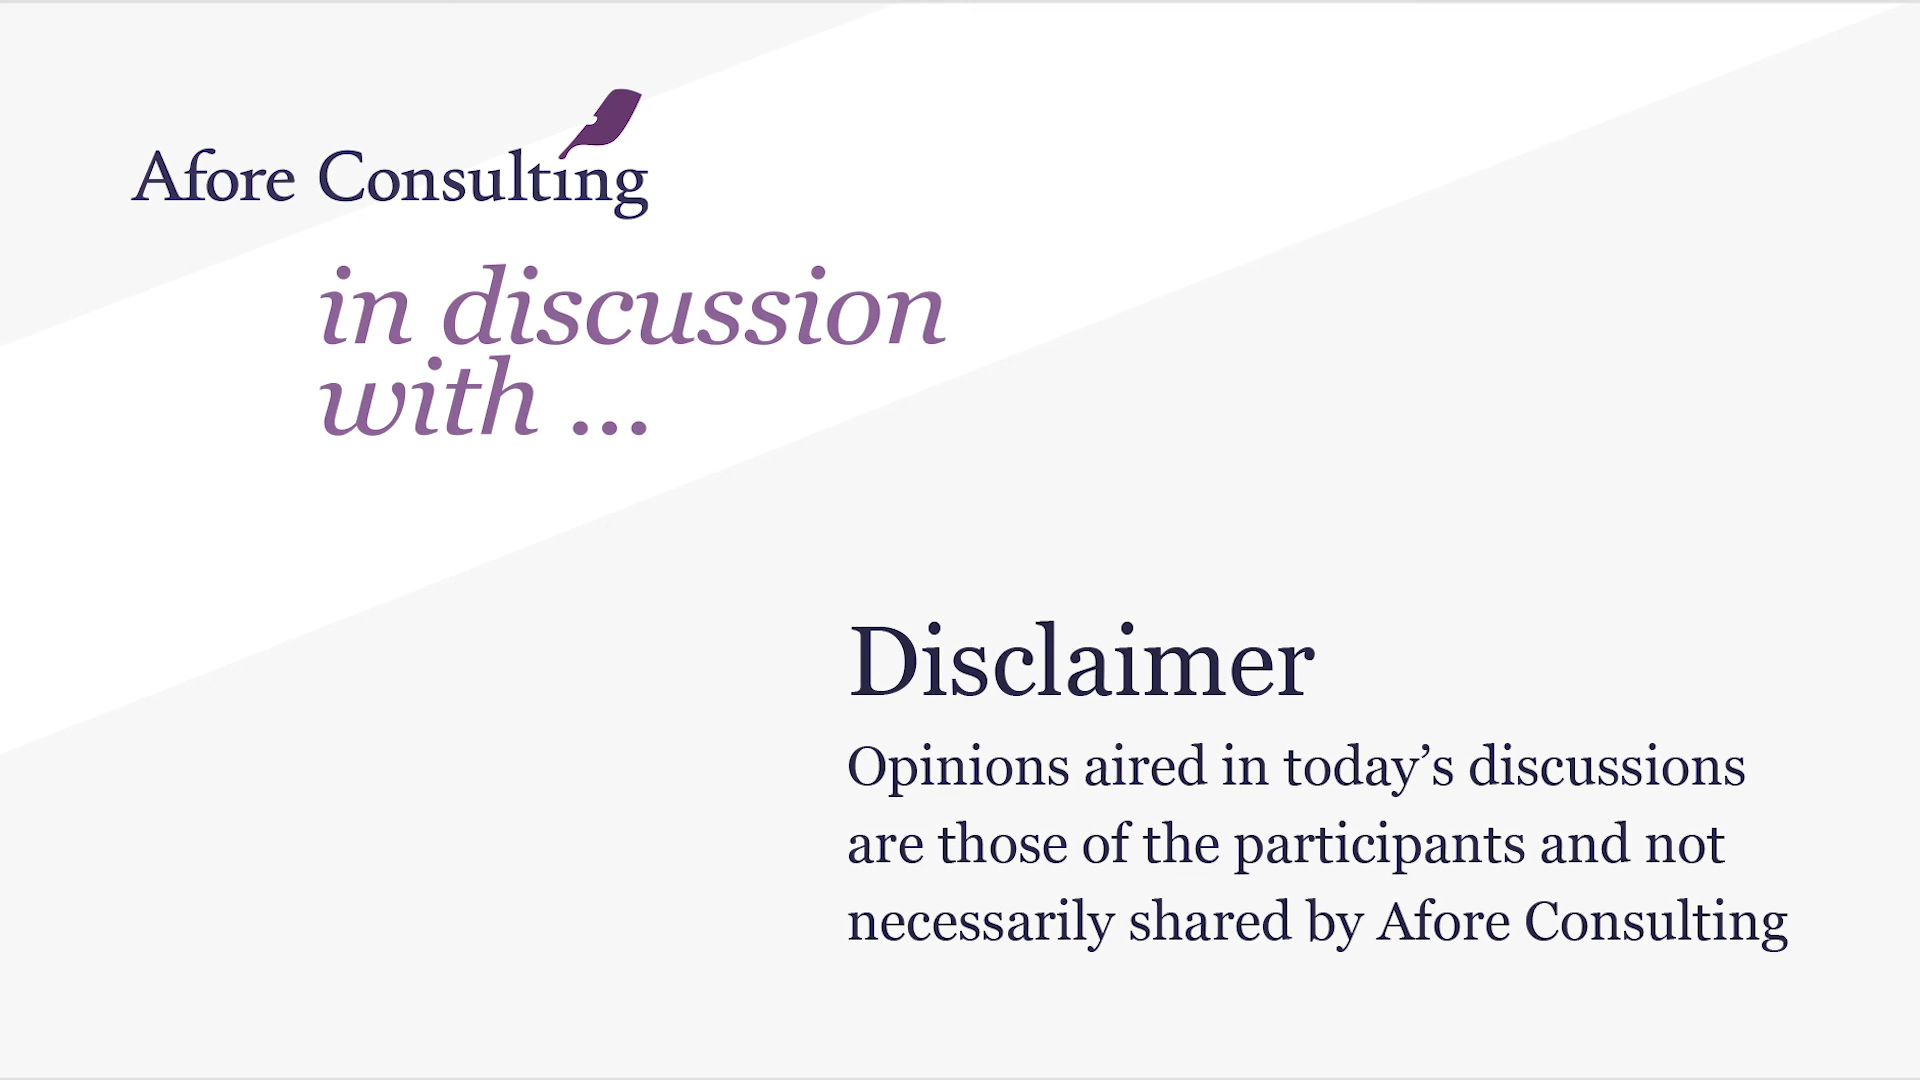 Afore Consulting
in discussion
with ...
Disclaimer
Opinions aired in today’s discussions
are those of the participants and not
necessarily shared by Afore Consulting